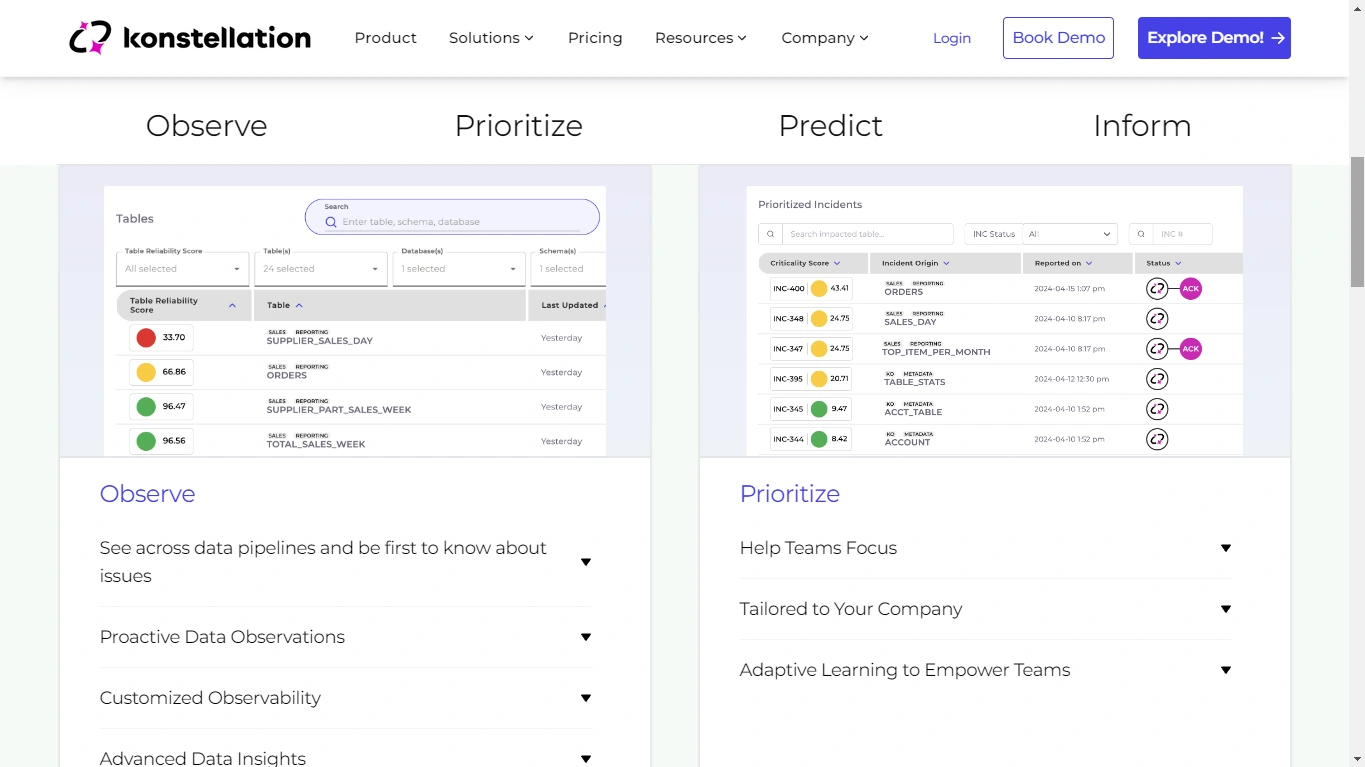 konstellation
Product Solutions Pricing Resources Company Login Book Demo Explore Demo!
Observe Prioritize Predict Inform
Tables
Search
Enter table, schema, database
Table Reliability Score Table(s) Database(s) Schema(s)
All selected 24 selected 1 selected 1 selected
Table Reliability
Score
Table Last Updated
33.70 SALES REPORTING Yesterday
SUPPLIER_SALES_DAY
66.86 SALES REPORTING Yesterday
ORDERS
96.47 SALES REPORTING Yesterday
SUPPLIER_PART_SALES_WEEK
96.56 SALES REPORTING Yesterday
TOTAL_SALES_WEEK
Prioritized Incidents
Search impacted table... INC Status All INC #
Criticality Score Incident Origin Reported on Status
INC-400 43.41 SALES REPORTING 2024-04-15 1:07 pm ACK
ORDERS
INC-348 24.75 SALES REPORTING 2024-04-10 8:17 pm
SALES_DAY
INC-347 24.75 SALES REPORTING 2024-04-10 8:17 pm ACK
TOP_ITEM_PER_MONTH
INC-395 20.71 KO METADATA 2024-04-12 12:30 pm
TABLE_STATS
INC-345 9.47 KO METADATA 2024-04-10 1:52 pm
ACCT_TABLE
INC-344 8.42 KO METADATA 2024-04-10 1:52 pm
ACCOUNT
Observe
See across data pipelines and be first to know about
issues
Proactive Data Observations
Customized Observability
Advanced Data Insights
Prioritize
Help Teams Focus
Tailored to Your Company
Adaptive Learning to Empower Teams